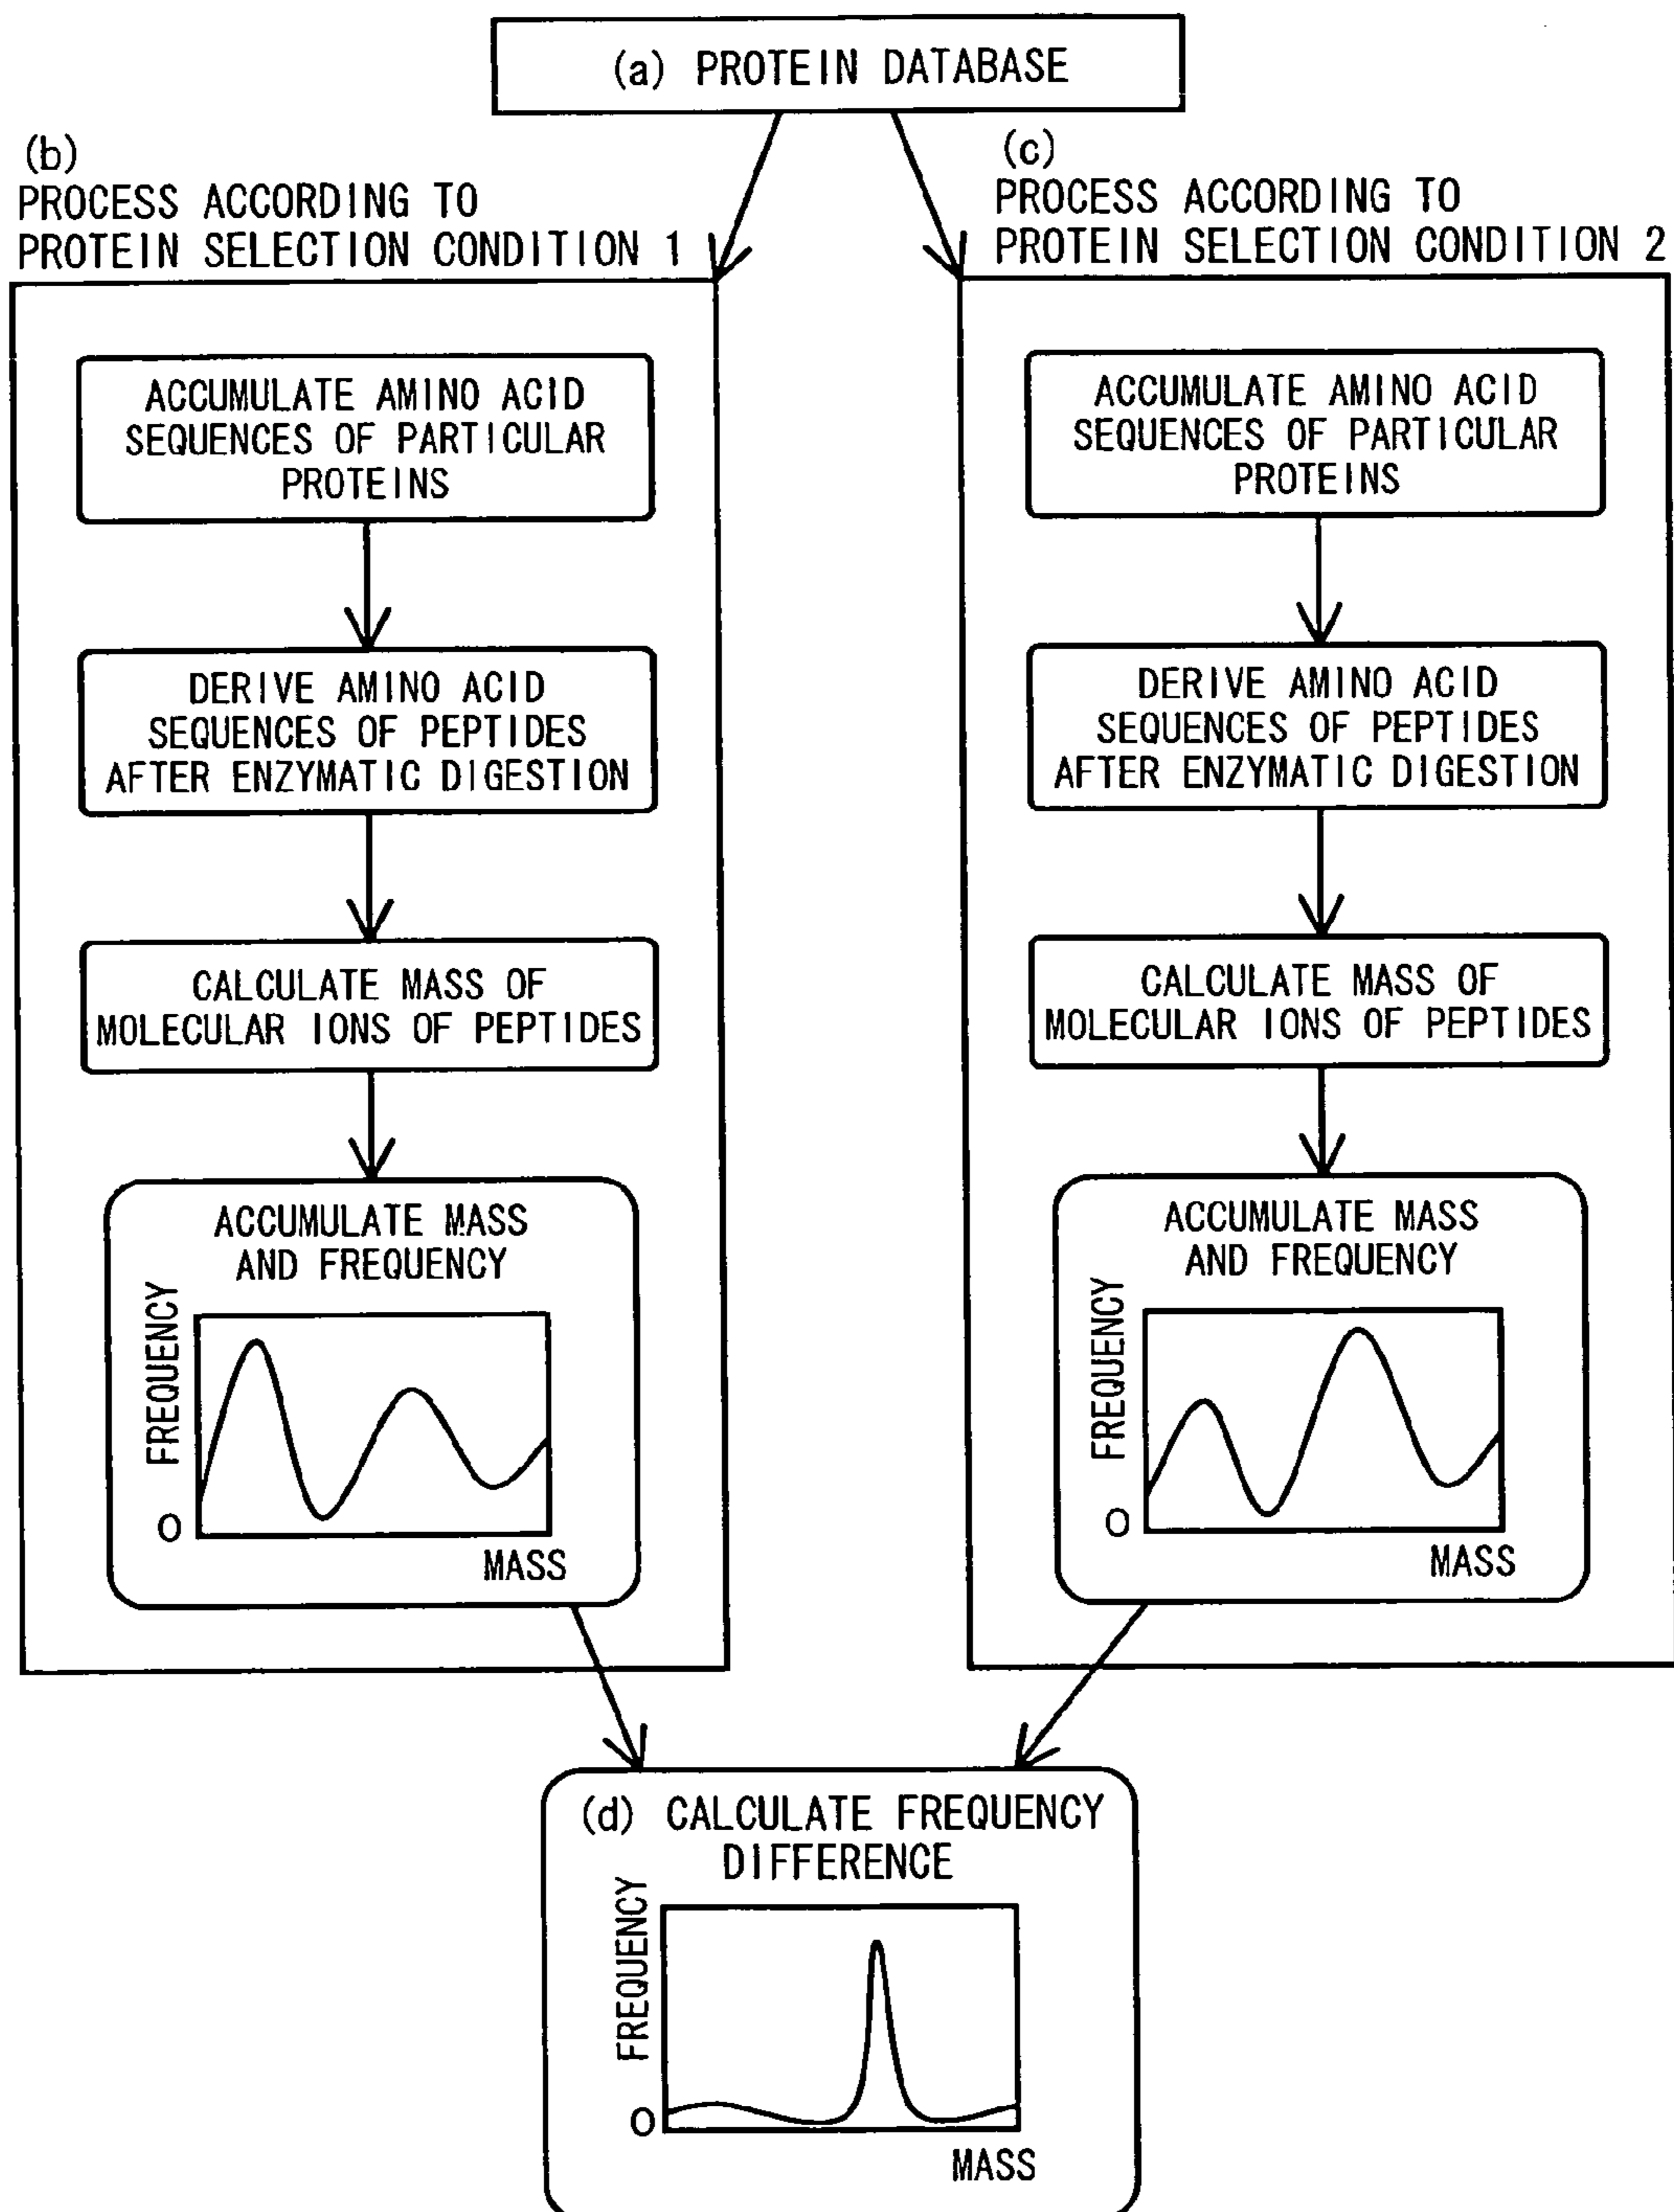 (a) PROTEIN DATABASE
(b)
PROCESS ACCORDING TO
PROTEIN SELECTION CONDITION 1
ACCUMULATE AMINO ACID
SEQUENCES OF PARTICULAR
PROTEINS
DERIVE AMINO ACID
SEQUENCES OF PEPTIDES
AFTER ENZYMATIC DIGESTION
CALCULATE MASS OF
MOLECULAR IONS OF PEPTIDES
ACCUMULATE MASS
AND FREQUENCY
FREQUENCY
0
MASS
(c)
PROCESS ACCORDING TO
PROTEIN SELECTION CONDITION 2
ACCUMULATE AMINO ACID
SEQUENCES OF PARTICULAR
PROTEINS
DERIVE AMINO ACID
SEQUENCES OF PEPTIDES
AFTER ENZYMATIC DIGESTION
CALCULATE MASS OF
MOLECULAR IONS OF PEPTIDES
ACCUMULATE MASS
AND FREQUENCY
FREQUENCY
0
MASS
(d) CALCULATE FREQUENCY
DIFFERENCE
FREQUENCY
0
MASS